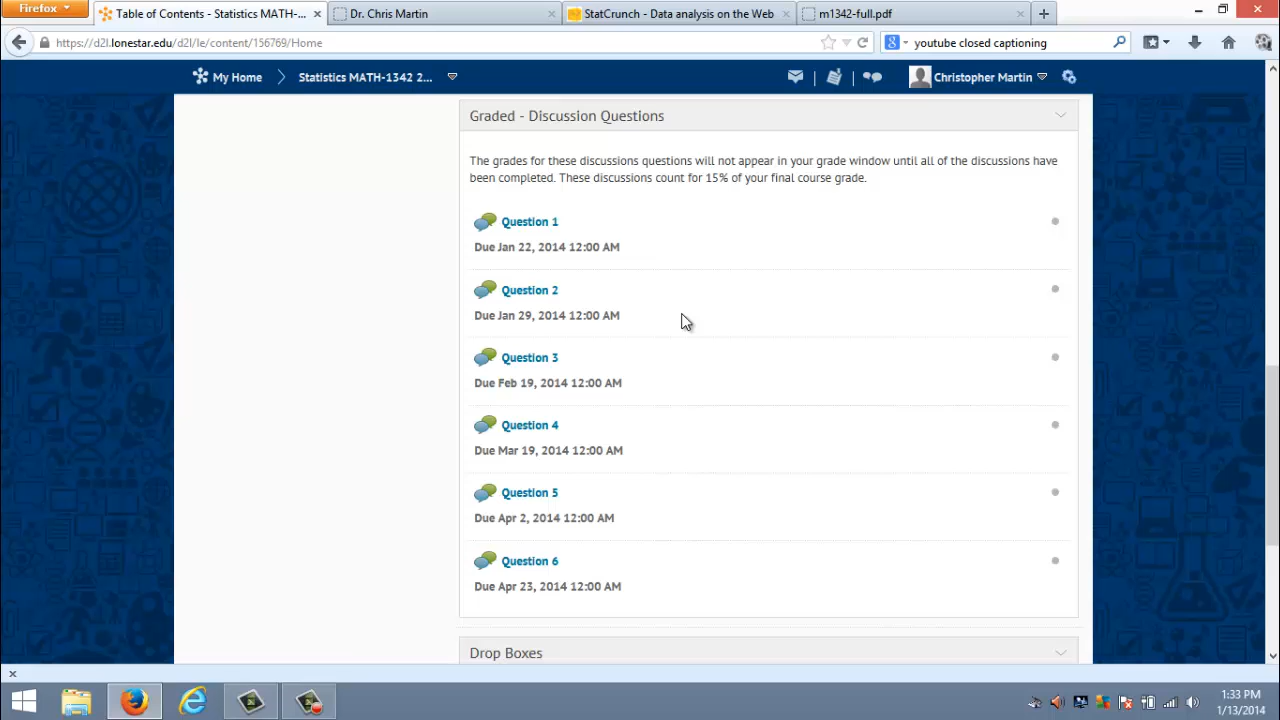 Firefox
Table of Contents - Statistics MATH-...
Dr. Chris Martin
StatCrunch - Data analysis on the Web
m1342-full.pdf
https://d2l.lonestar.edu/d2l/le/content/156769/Home
youtube closed captioning
My Home
Statistics MATH-1342 2...
Christopher Martin
Graded - Discussion Questions
The grades for these discussions questions will not appear in your grade window until all of the discussions have
been completed. These discussions count for 15% of your final course grade.
Question 1
Due Jan 22, 2014 12:00 AM
Question 2
Due Jan 29, 2014 12:00 AM
Question 3
Due Feb 19, 2014 12:00 AM
Question 4
Due Mar 19, 2014 12:00 AM
Question 5
Due Apr 2, 2014 12:00 AM
Question 6
Due Apr 23, 2014 12:00 AM
Drop Boxes
1:33 PM
1/13/2014